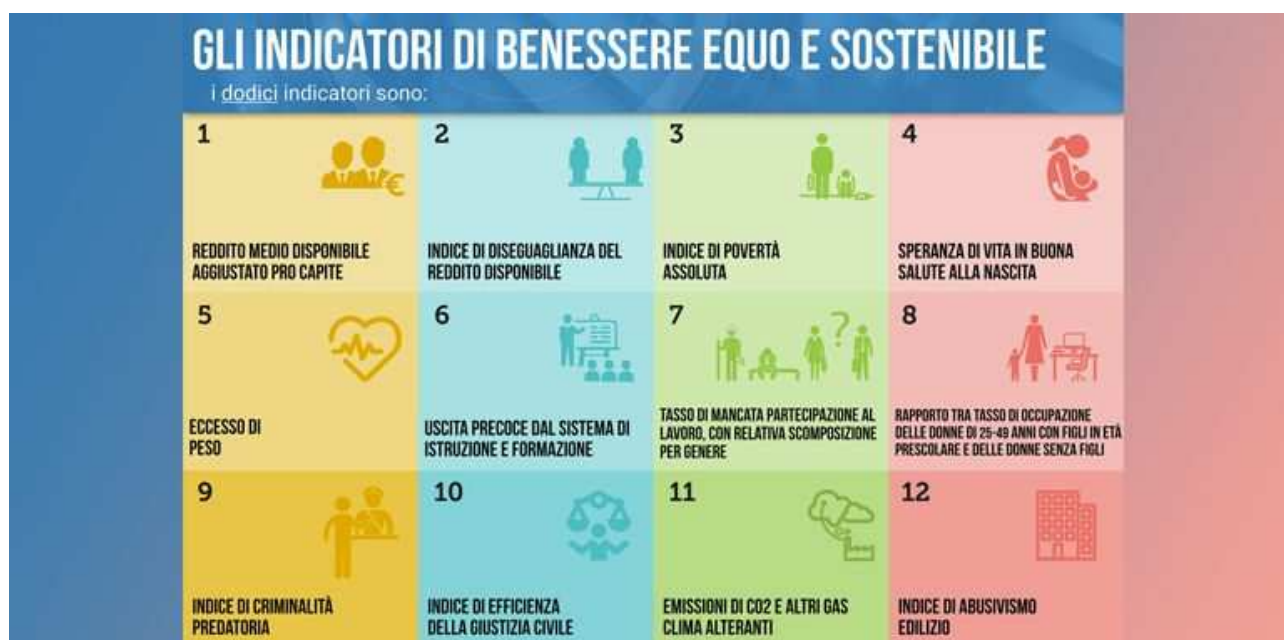 GLI INDICATORI DI BENESSERE EQUO E SOSTENIBILE
i dodici indicatori sono:
1
REDDITO MEDIO DISPONIBILE
AGGIUSTATO PRO CAPITE
2
INDICE DI DISEGUAGLIANZA DEL
REDDITO DISPONIBILE
3
INDICE DI POVERTÀ
ASSOLUTA
4
SPERANZA DI VITA IN BUONA
SALUTE ALLA NASCITA
5
ECCESSO DI
PESO
6
USCITA PRECOCE DAL SISTEMA DI
ISTRUZIONE E FORMAZIONE
7
?
TASSO DI MANCATA PARTECIPAZIONE AL
LAVORO, CON RELATIVA SCOMPOSIZIONE
PER GENERE
8
RAPPORTO TRA TASSO DI OCCUPAZIONE
DELLE DONNE DI 25-49 ANNI CON FIGLI IN ETÀ
PRESCOLARE E DELLE DONNE SENZA FIGLI
9
INDICE DI CRIMINALITÀ
PREDATORIA
10
INDICE DI EFFICIENZA
DELLA GIUSTIZIA CIVILE
11
EMISSIONI DI CO2 E ALTRI GAS
CLIMA ALTERANTI
12
INDICE DI ABUSIVISMO
EDILIZIO